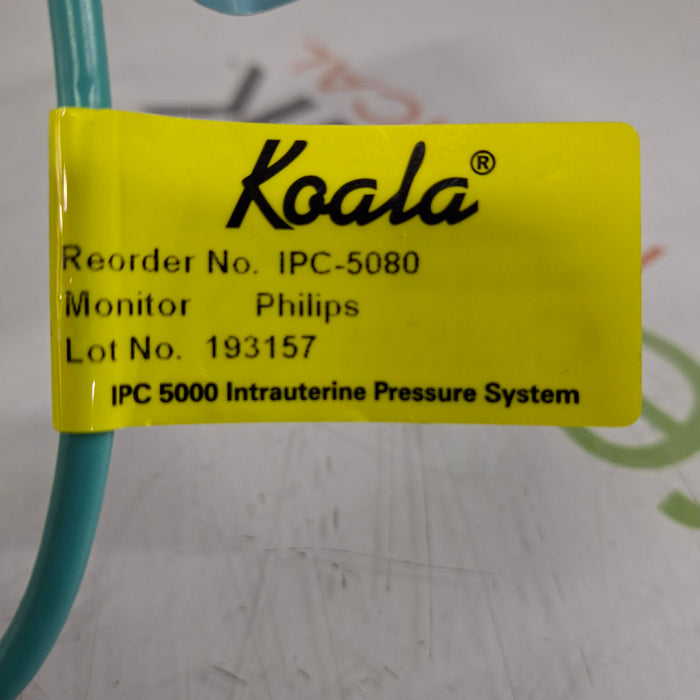 Koala®
Reorder No. IPC-5080
Monitor Philips
Lot No. 193157
IPC 5000 Intrauterine Pressure System